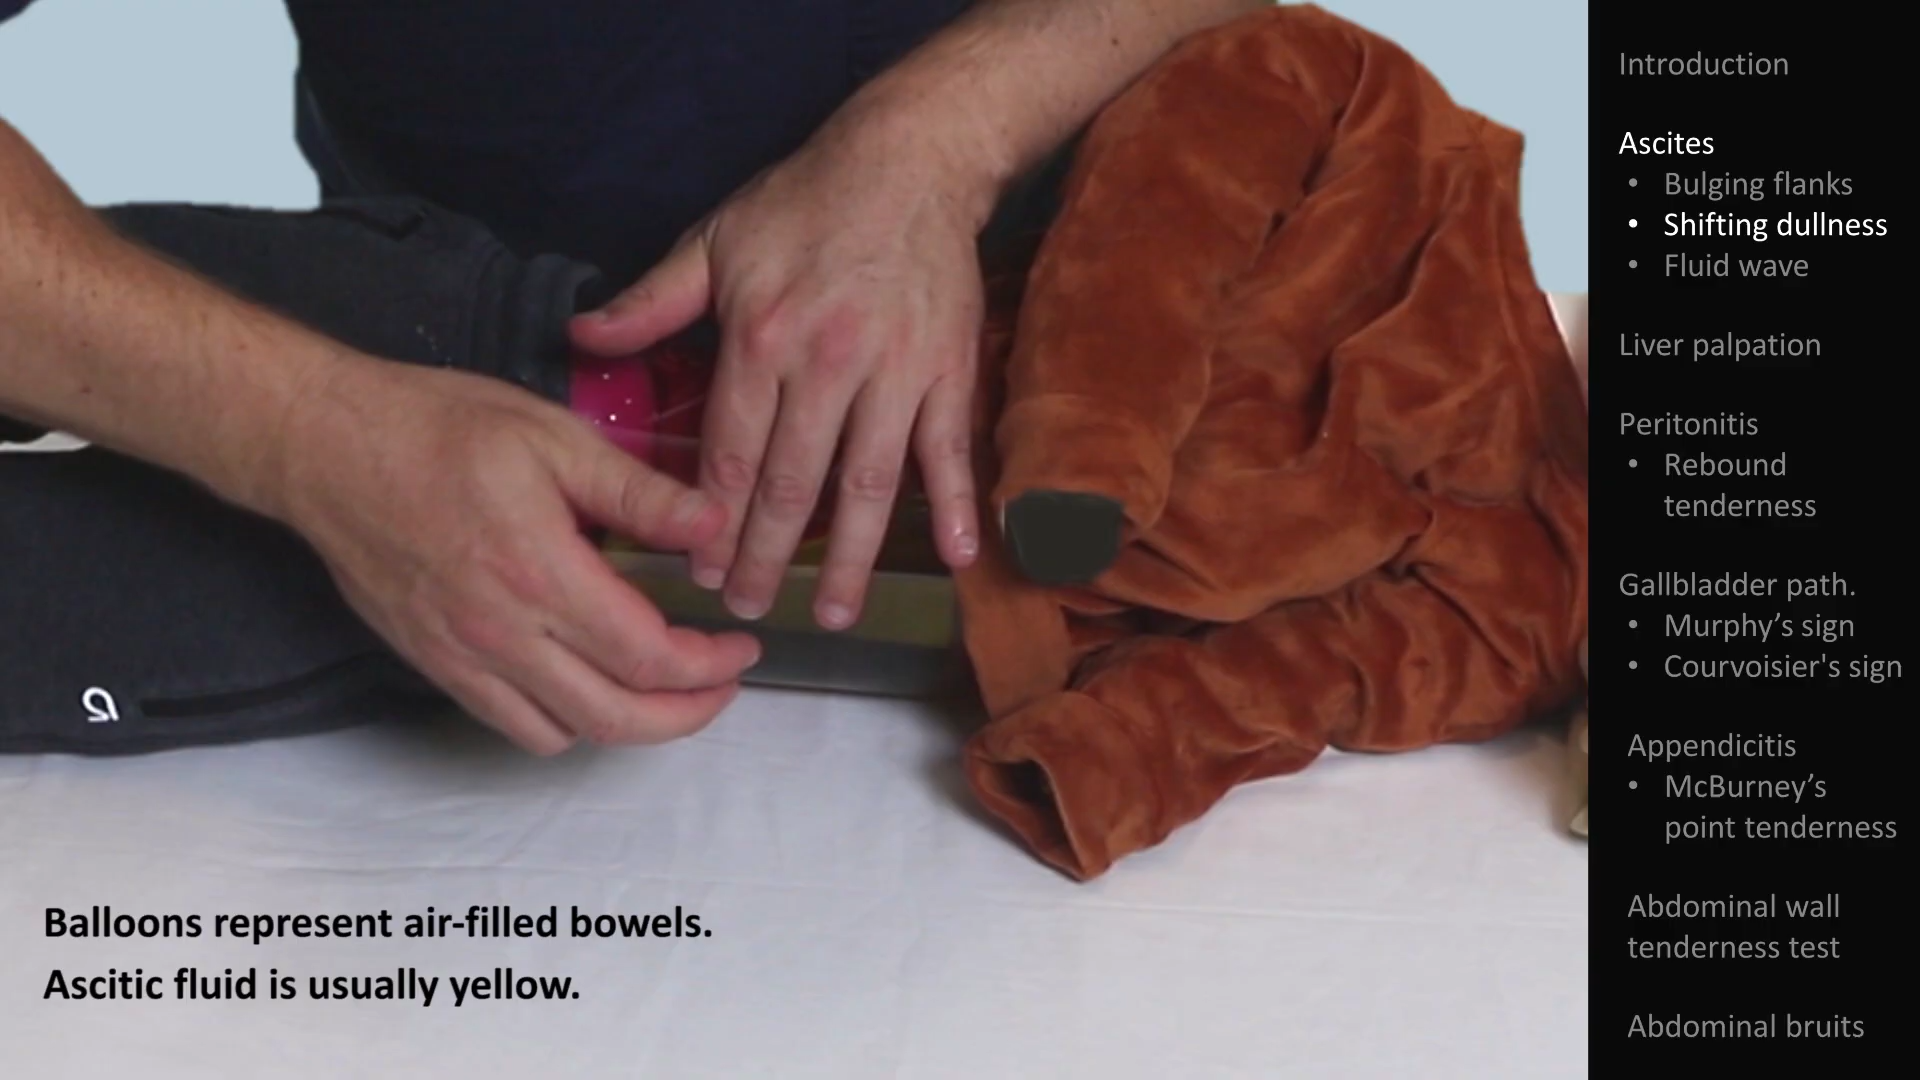 Introduction
Ascites
• Bulging flanks
• Shifting dullness
• Fluid wave
Liver palpation
Peritonitis
• Rebound
tenderness
Gallbladder path.
• Murphy’s sign
• Courvoisier's sign
Appendicitis
• McBurney’s
point tenderness
Abdominal wall
tenderness test
Abdominal bruits
Balloons represent air-filled bowels.
Ascitic fluid is usually yellow.